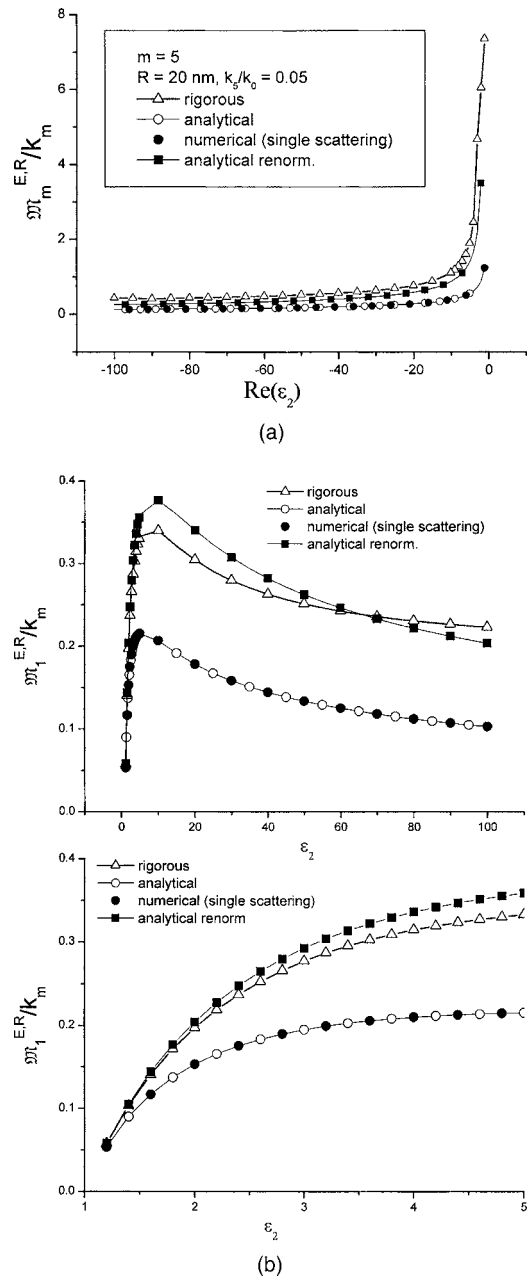 m = 5
R = 20 nm, k₅/k₀ = 0.05
rigorous
analytical
numerical (single scattering)
analytical renorm.
𝔐ₘᴱ,ᴿ/kₘ
8
6
4
2
0
-100 -80 -60 -40 -20 0
Re(ε₂)
(a)
rigorous
analytical
numerical (single scattering)
analytical renorm.
𝔐₁ᴱ,ᴿ/kₘ
0.4
0.3
0.2
0.1
0.0
0 20 40 60 80 100
ε₂
rigorous
analytical
numerical (single scattering)
analytical renorm
𝔐₁ᴱ,ᴿ/kₘ
0.4
0.3
0.2
0.1
0.0
1 2 3 4 5
ε₂
(b)